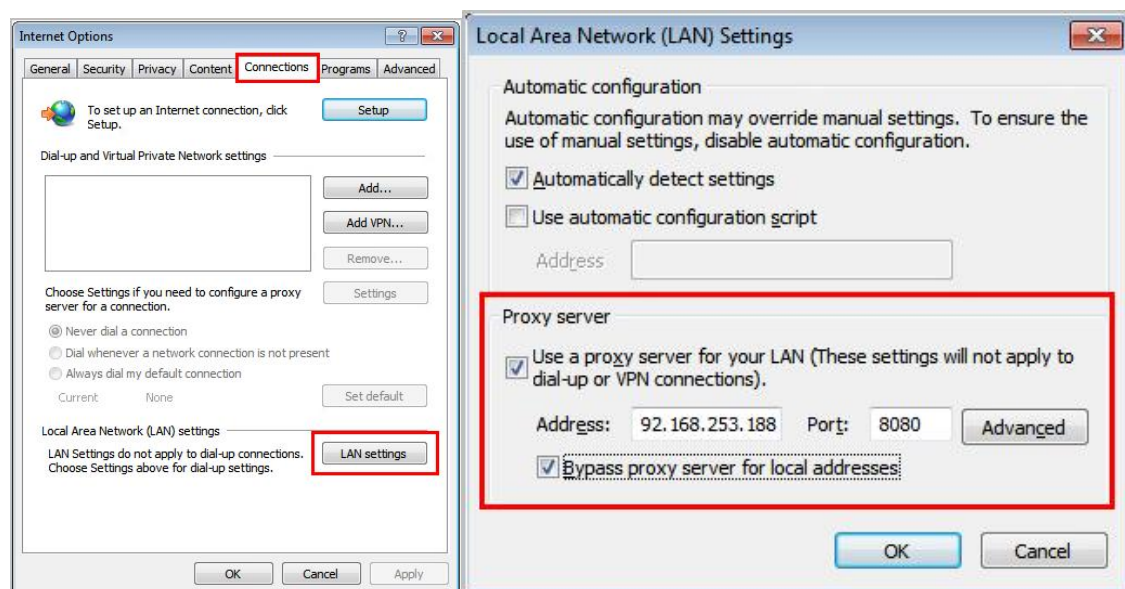 Internet Options
General Security Privacy Content Connections Programs Advanced
To set up an Internet connection, click
Setup.
Setup
Dial-up and Virtual Private Network settings
Add...
Add VPN...
Remove...
Choose Settings if you need to configure a proxy
server for a connection.
Settings
Never dial a connection
Dial whenever a network connection is not present
Always dial my default connection
Current None
Set default
Local Area Network (LAN) settings
LAN Settings do not apply to dial-up connections.
Choose Settings above for dial-up settings.
LAN settings
OK Cancel Apply
Local Area Network (LAN) Settings
Automatic configuration
Automatic configuration may override manual settings. To ensure the
use of manual settings, disable automatic configuration.
Automatically detect settings
Use automatic configuration script
Address
Proxy server
Use a proxy server for your LAN (These settings will not apply to
dial-up or VPN connections).
Address: 92.168.253.188 Port: 8080 Advanced
Bypass proxy server for local addresses
OK Cancel